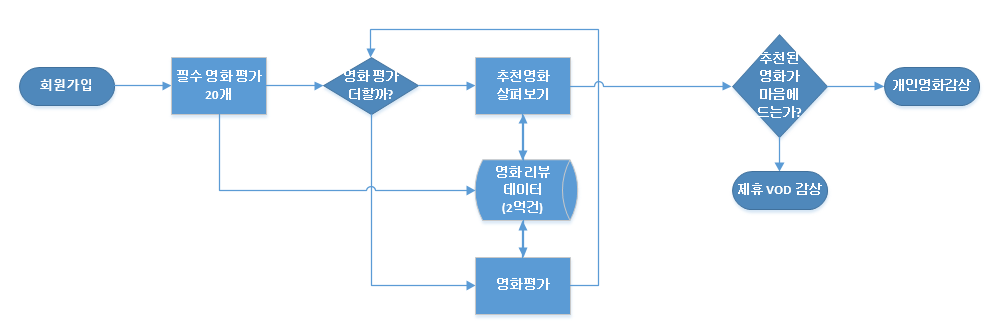 회원가입
필수 영화 평가
20개
영화 평가
더할까?
추천영화
살펴보기
영화 리뷰
데이터
(2억건)
영화평가
추천된
영화가
마음에
드는가?
개인영화감상
제휴 VOD 감상